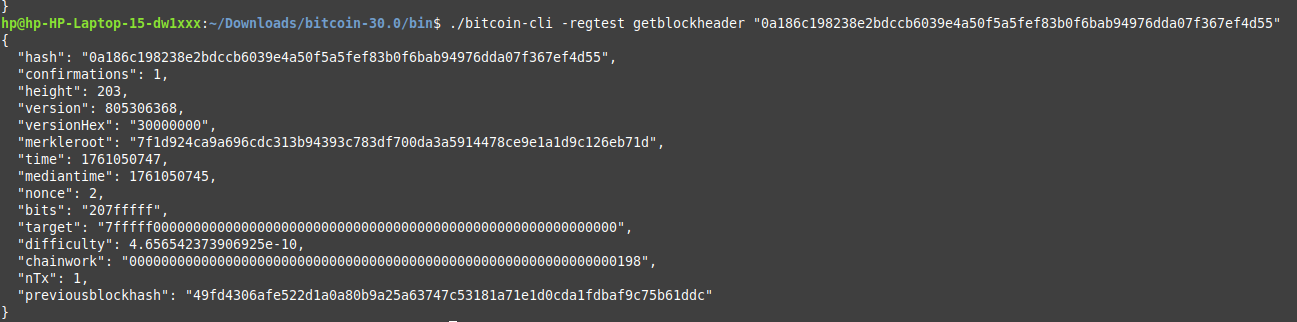 }
hp@hp-HP-Laptop-15-dw1xxx:~/Downloads/bitcoin-30.0/bin$ ./bitcoin-cli -regtest getblockheader "0a186c198238e2bdccb6039e4a50f5a5fef83b0f6bab94976dda07f367ef4d55"
{
  "hash": "0a186c198238e2bdccb6039e4a50f5a5fef83b0f6bab94976dda07f367ef4d55",
  "confirmations": 1,
  "height": 203,
  "version": 805306368,
  "versionHex": "30000000",
  "merkleroot": "7f1d924ca9a696cdc313b94393c783df700da3a5914478ce9e1a1d9c126eb71d",
  "time": 1761050747,
  "mediantime": 1761050745,
  "nonce": 2,
  "bits": "207fffff",
  "target": "7fffff0000000000000000000000000000000000000000000000000000000000",
  "difficulty": 4.656542373906925e-10,
  "chainwork": "0000000000000000000000000000000000000000000000000000000000000198",
  "nTx": 1,
  "previousblockhash": "49fd4306afe522d1a0a80b9a25a63747c53181a71e1d0cda1fdbaf9c75b61ddc"
}